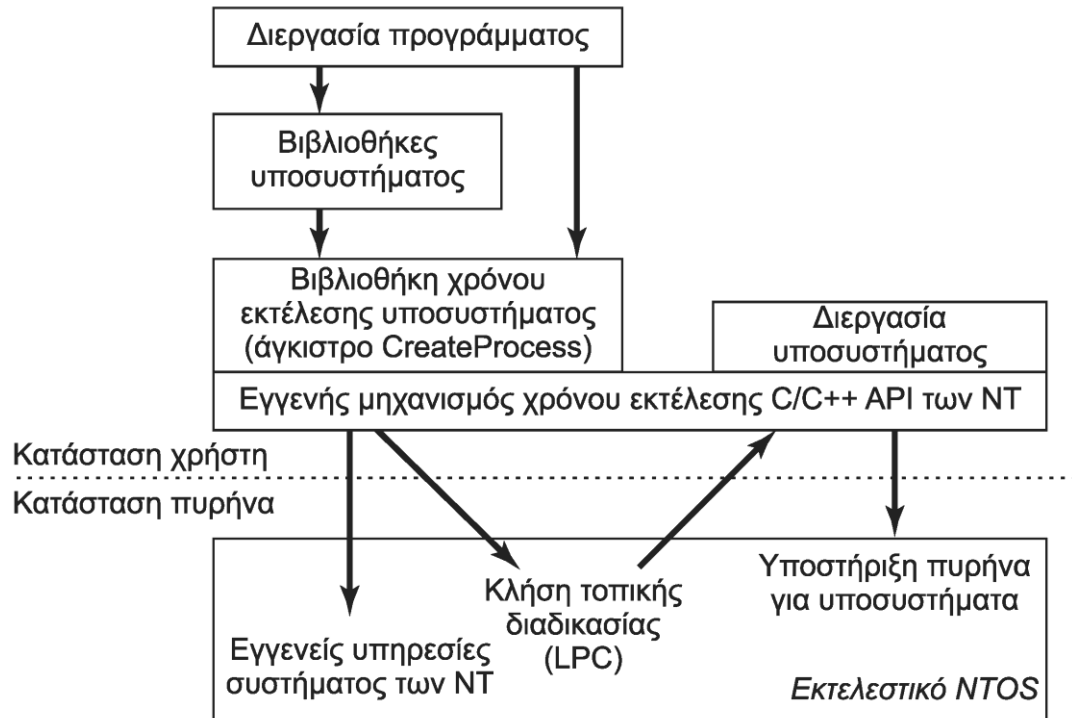 Διεργασία προγράμματος
Βιβλιοθήκες
υποσυστήματος
Βιβλιοθήκη χρόνου
εκτέλεσης υποσυστήματος
(άγκιστρο CreateProcess)
Διεργασία
υποσυστήματος
Εγγενής μηχανισμός χρόνου εκτέλεσης C/C++ API των NT
Κατάσταση χρήστη
Κατάσταση πυρήνα
Υποστήριξη πυρήνα
για υποσυστήματα
Κλήση τοπικής
διαδικασίας
(LPC)
Εγγενείς υπηρεσίες
συστήματος των NT
Εκτελεστικό NTOS